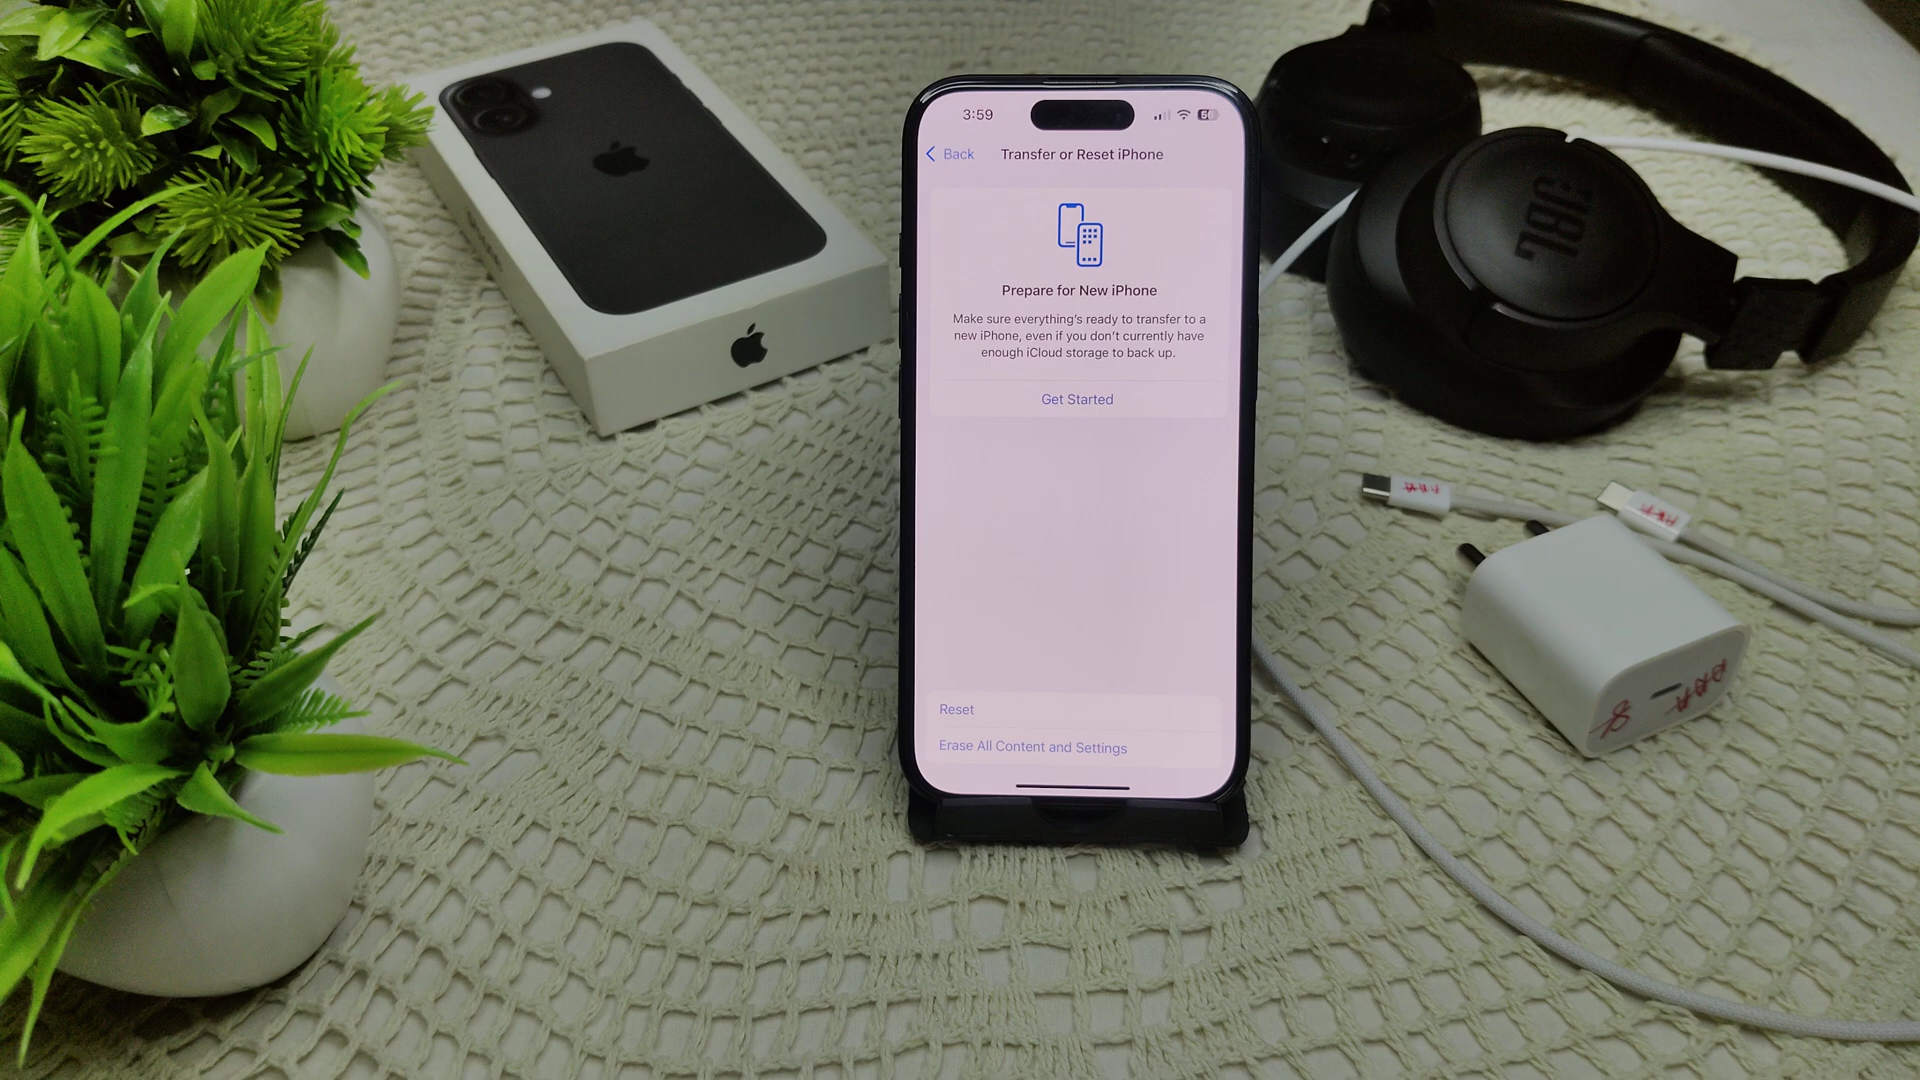 3:59
Back
Transfer or Reset iPhone
Prepare for New iPhone
Make sure everything's ready to transfer to a
new iPhone, even if you don't currently have
enough iCloud storage to back up.
Get Started
Reset
Erase All Content and Settings
JBL